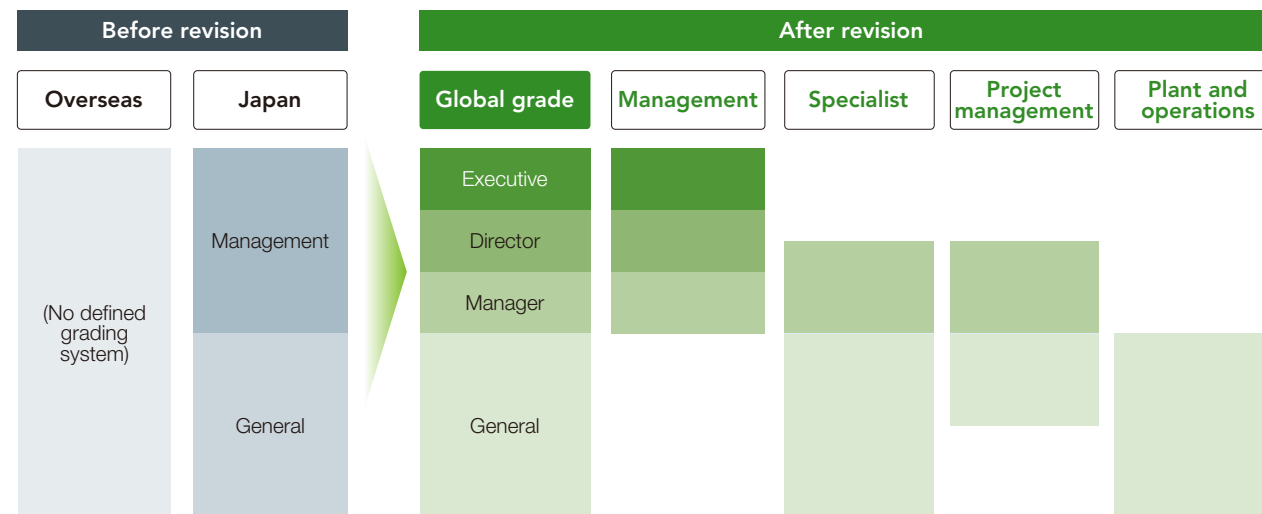 Before revision
After revision
Overseas
Japan
Global grade
Management
Specialist
Project
management
Plant and
operations
Executive
Director
Manager
General
Management
General
(No defined
grading
system)